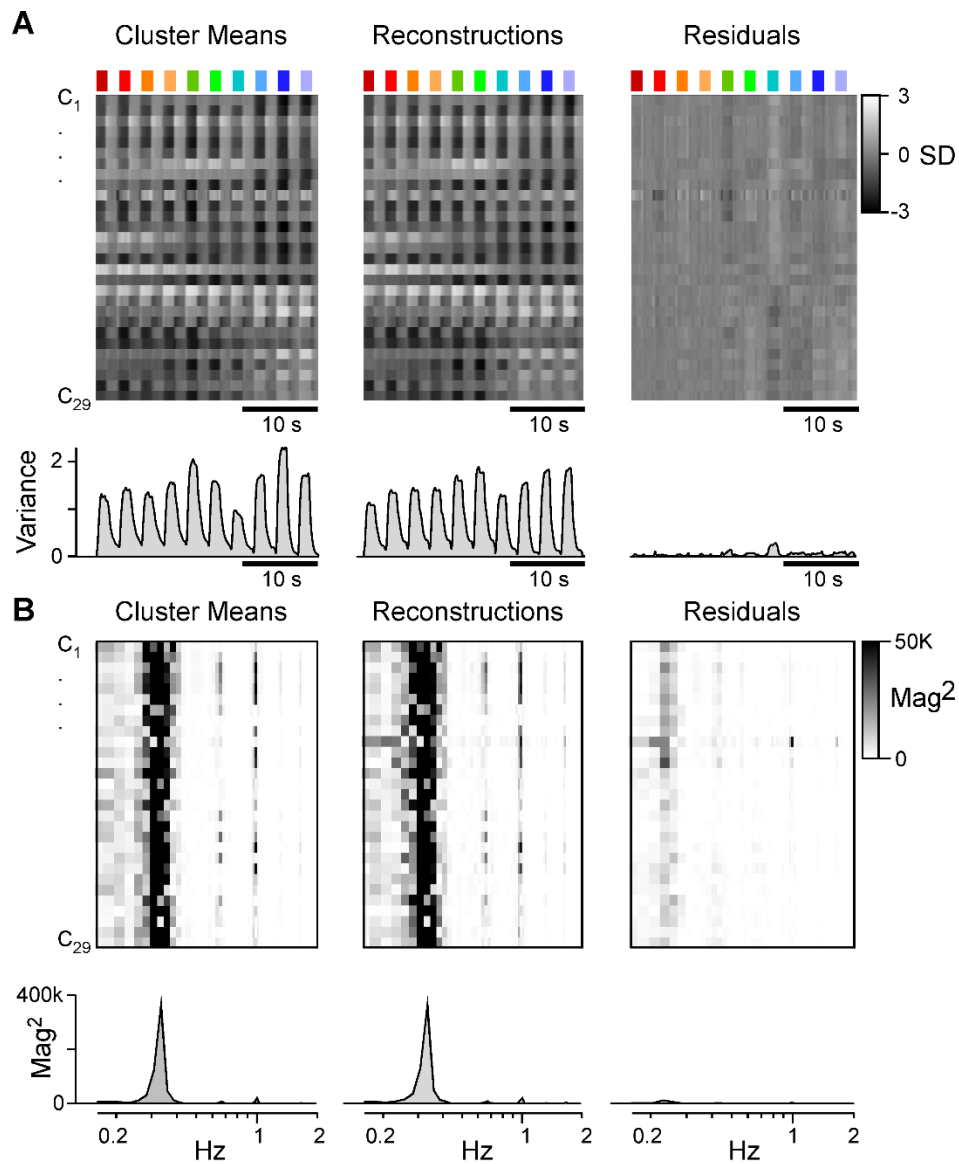 A
Cluster Means Reconstructions Residuals
C1
.
.
.
C29
3
0 SD
-3
10 s 10 s 10 s
Variance
2
1
0
10 s 10 s 10 s
B
Cluster Means Reconstructions Residuals
C1
.
.
.
C29
50K
Mag2
0
Mag2
400k
0
0.2 1 2 0.2 1 2 0.2 1 2
Hz Hz Hz